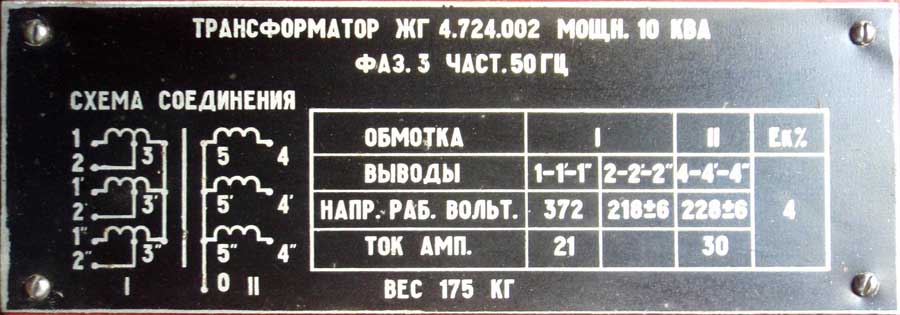 ТРАНСФОРМАТОР ЖГ 4.724.002 МОЩН. 10 КВА
ФАЗ. 3 ЧАСТ. 50 ГЦ
СХЕМА СОЕДИНЕНИЯ
1 3 5 4
2
1' 3' 5' 4'
2'
1" 3" 5" 4"
2"
I 0 II
ОБМОТКА I II Eк%
ВЫВОДЫ 1-1'-1" 2-2'-2" 4-4'-4"
НАПР. РАБ. ВОЛЬТ. 372 218±6 228±6 4
ТОК АМП. 21 30
ВЕС 175 КГ